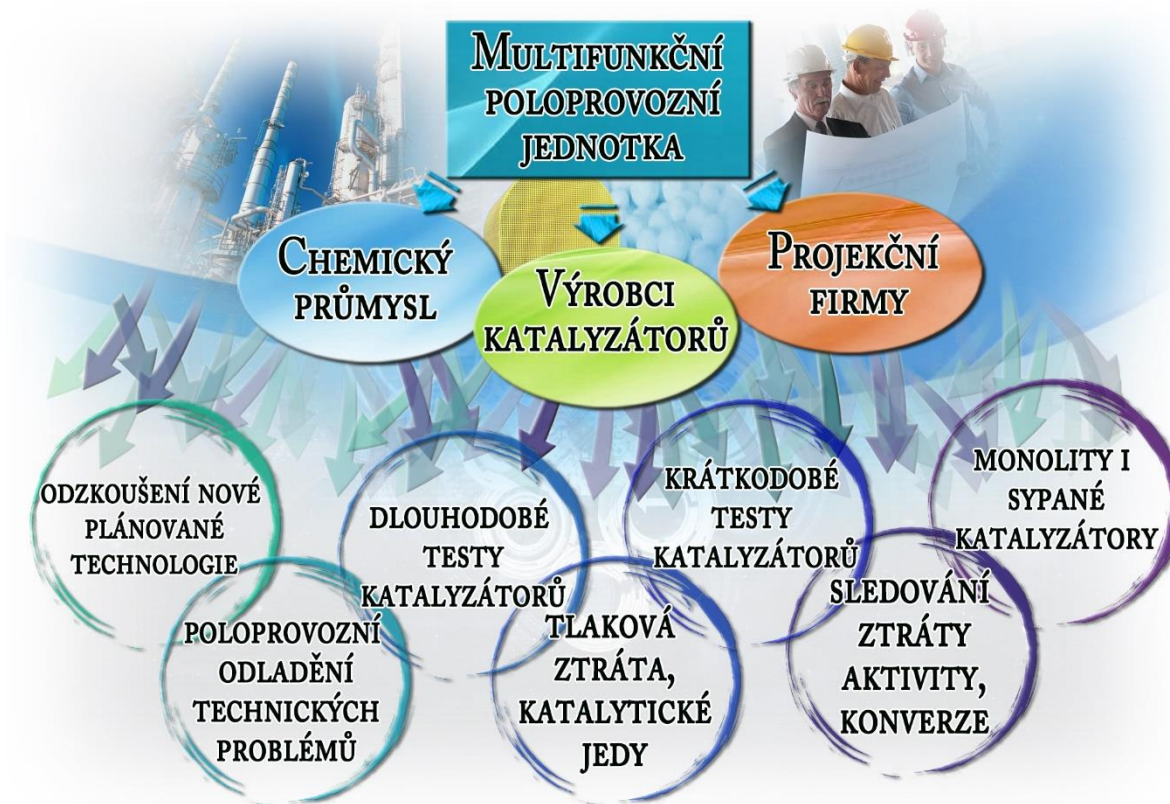 MULTIFUNKČNÍ
POLOPROVOZNÍ
JEDNOTKA
CHEMICKÝ
PRŮMYSL
VÝROBCI
KATALYZÁTORŮ
PROJEKČNÍ
FIRMY
ODZKOUŠENÍ NOVÉ
PLÁNOVANÉ
TECHNOLOGIE
DLOUHODOBÉ
TESTY
KATALYZÁTORŮ
KRÁTKODOBÉ
TESTY
KATALYZÁTORŮ
MONOLITY I
SYPANÉ
KATALYZÁTORY
POLOPROVOZNÍ
ODLADĚNÍ
TECHNICKÝCH
PROBLÉMŮ
TLAKOVÁ
ZTRÁTA,
KATALYTICKÉ
JEDY
SLEDOVÁNÍ
ZTRÁTY
AKTIVITY,
KONVERZE